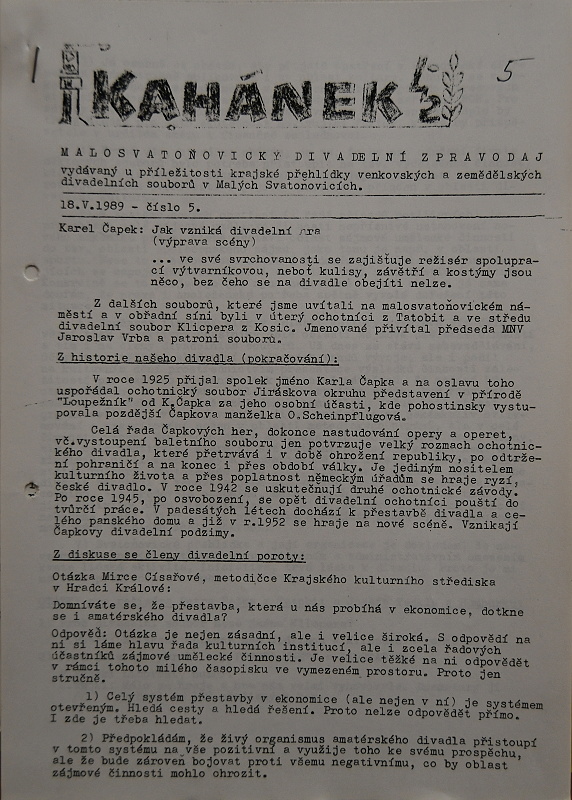 KAHÁNEK 1/2
5
MALOSVATOŇOVICKÝ DIVADELNÍ ZPRAVODAJ
vydávaný u příležitosti krajské přehlídky venkovských a zemědělských
divadelních souborů v Malých Svatoňovicích.
18.V.1989 - číslo 5.
Karel Čapek: Jak vzniká divadelní hra
(výprava scény)
... ve své svrchovanosti se zajišťuje režisér spoluprací
cí výtvarníkovou, neboť kulisy, závětří a kostýmy jsou
něco, bez čeho se na divadle obejíti nelze.
Z dalších souborů, které jsme uvítali na malosvatoňovickém ná-
městí a v obřadní síni byli v úterý ochotníci z Tatobit a ve středu
divadelní soubor Klicpera z Kosic. Jmenované přivítal předseda MNV
Jaroslav Vrba a patroni souborů.
Z historie našeho divadla (pokračování):
V roce 1925 přijal spolek jméno Karla Čapka a na oslavu toho
uspořádal ochotnický soubor Jiráskova okruhu představení v přírodě
"Loupežník" od K.Čapka za jeho osobní účasti, kde pohostinsky vystu-
povala pozdější Čapkova manželka O.Scheinpflugová.
Celá řada Čapkových her, dokonce nastudování opery a operet,
vč.vystoupení baletního souboru jen potvrzuje velký rozmach ochotnic-
kého divadla, které přetrvává i v době ohrožení republiky, po odtrže-
ní pohraničí a na konec i přes období války. Je jediným nositelem
kulturního života a přes poplatnost německým úřadům se hraje ryzí,
české divadlo. V roce 1942 se uskutečnují druhé ochotnické závody.
Po roce 1945, po osvobození, se opět divadelní ochotníci pouští do
tvůrčí práce. V padesátých létech dochází k přestavbě divadla a ce-
lého panského domu a již v r.1952 se hraje na nové scéně. Vznikají
Čapkovy divadelní podzimy.
Z diskuse se členy divadelní poroty:
Otázka Mirce Císařové, metodičce Krajského kulturního střediska
v Hradci Králové:
Domníváte se, že přestavba, která u nás probíhá v ekonomice, dotkne
se i amatérského divadla?
Odpověď: Otázka je nejen zásadní, ale i velice široká. S odpovědí na
ni si láme hlavu řada kulturních institucí, ale i zcela řadových
účastníků zájmové umělecké činnosti. Je velice těžké na ni odpovědět
v rámci tohoto milého časopisku ve vymezeném prostoru. Proto jen
stručně.
1) Celý systém přestavby v ekonomice (ale nejen v ní) je systémem
otevřeným. Hledá cesty a hledá řešení. Proto nelze odpovědět přímo.
I zde je třeba hledat.
2) Předpokládám, že živý organismus amatérského divadla přistoupí
v tomto systému na vše pozitivní a využije toho ke svému prospěchu,
ale že bude zároveň bojovat proti všemu negativnímu, co by oblast
zájmové činnosti mohlo ohrozit.